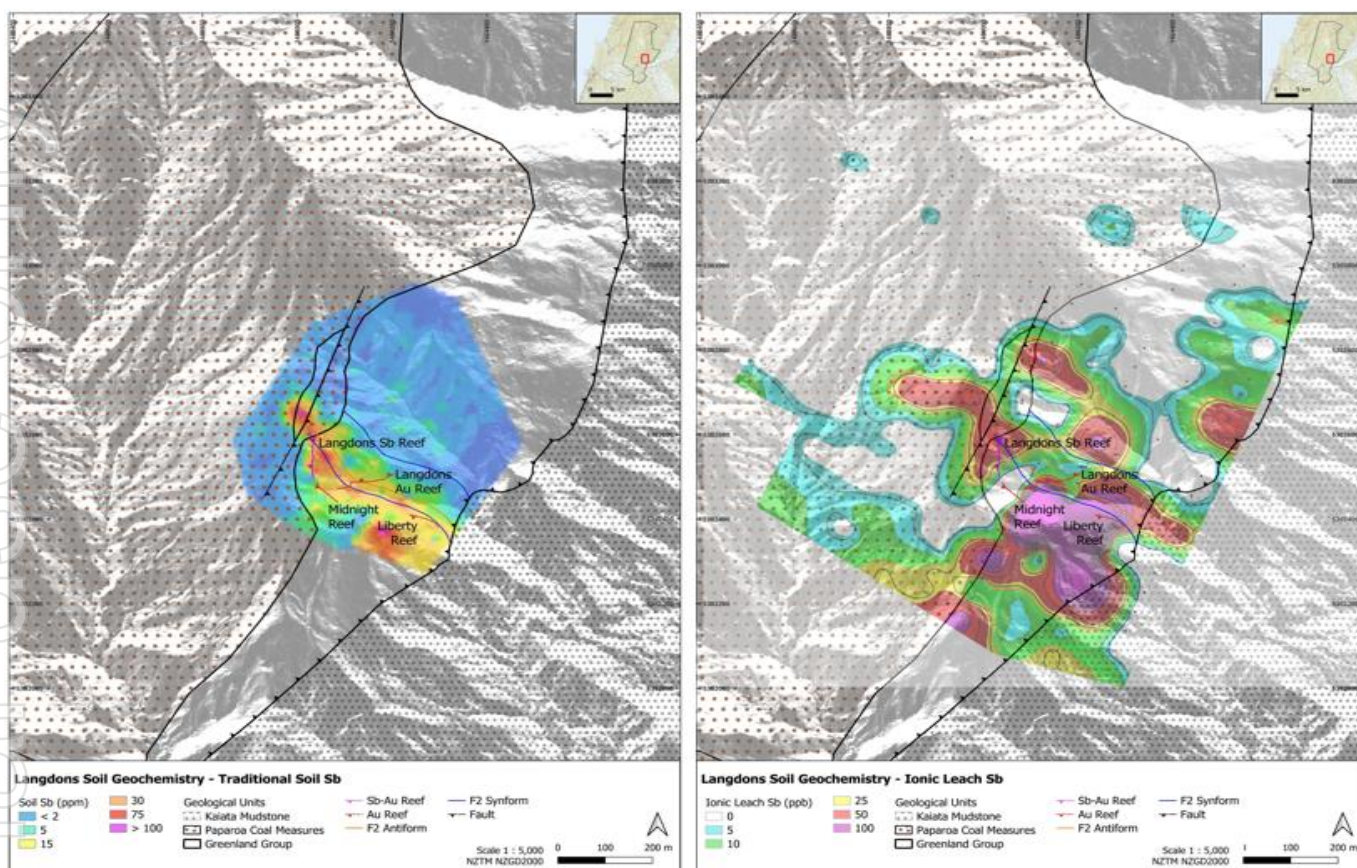 0 5 km
Langdons Sb Reef
Langdons
Au Reef
Midnight
Reef
Liberty
Reef
Langdons Soil Geochemistry - Traditional Soil Sb
Soil Sb (ppm)
< 2
5
15
30
75
> 100
Geological Units
Kaiata Mudstone
Paparoa Coal Measures
Greenland Group
Sb-Au Reef
Au Reef
F2 Antiform
F2 Synform
Fault
Scale 1 : 5,000
NZTM NZGD2000
0 100 200 m
0 5 km
Langdons Sb Reef
Langdons
Au Reef
Midnight
Reef
Liberty
Reef
Langdons Soil Geochemistry - Ionic Leach Sb
Ionic Leach Sb (ppb)
0
5
10
25
50
100
Geological Units
Kaiata Mudstone
Paparoa Coal Measures
Greenland Group
Sb-Au Reef
Au Reef
F2 Antiform
F2 Synform
Fault
Scale 1 : 5,000
NZTM NZGD2000
100 200 m